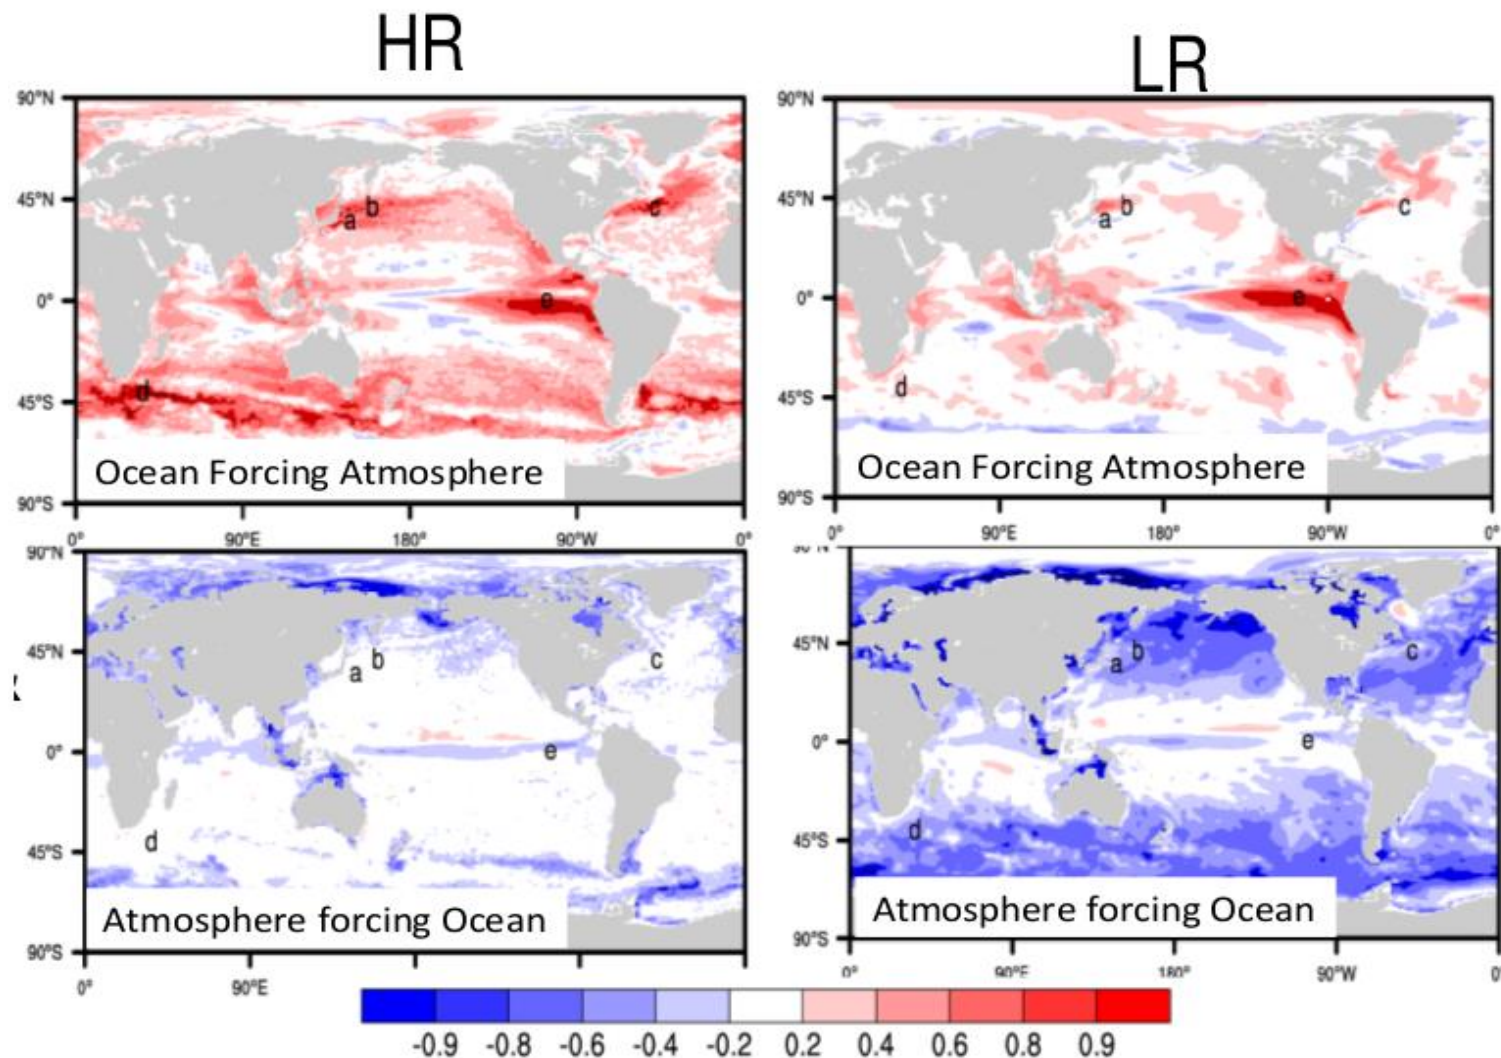 HR
LR
90°N
45°N
0°
45°S
90°S
a
b
c
d
e
Ocean Forcing Atmosphere
0°
90°E
180°
90°W
0°
90°N
45°N
0°
45°S
90°S
a
b
c
d
e
Ocean Forcing Atmosphere
0°
90°E
180°
90°W
0°
90°N
45°N
0°
45°S
90°S
a
b
c
d
e
Atmosphere forcing Ocean
0°
90°E
45°N
0°
45°S
90°S
a
b
c
d
e
Atmosphere forcing Ocean
0°
90°E
180°
90°W
-0.9 -0.8 -0.6 -0.4 -0.2 0.2 0.4 0.6 0.8 0.9